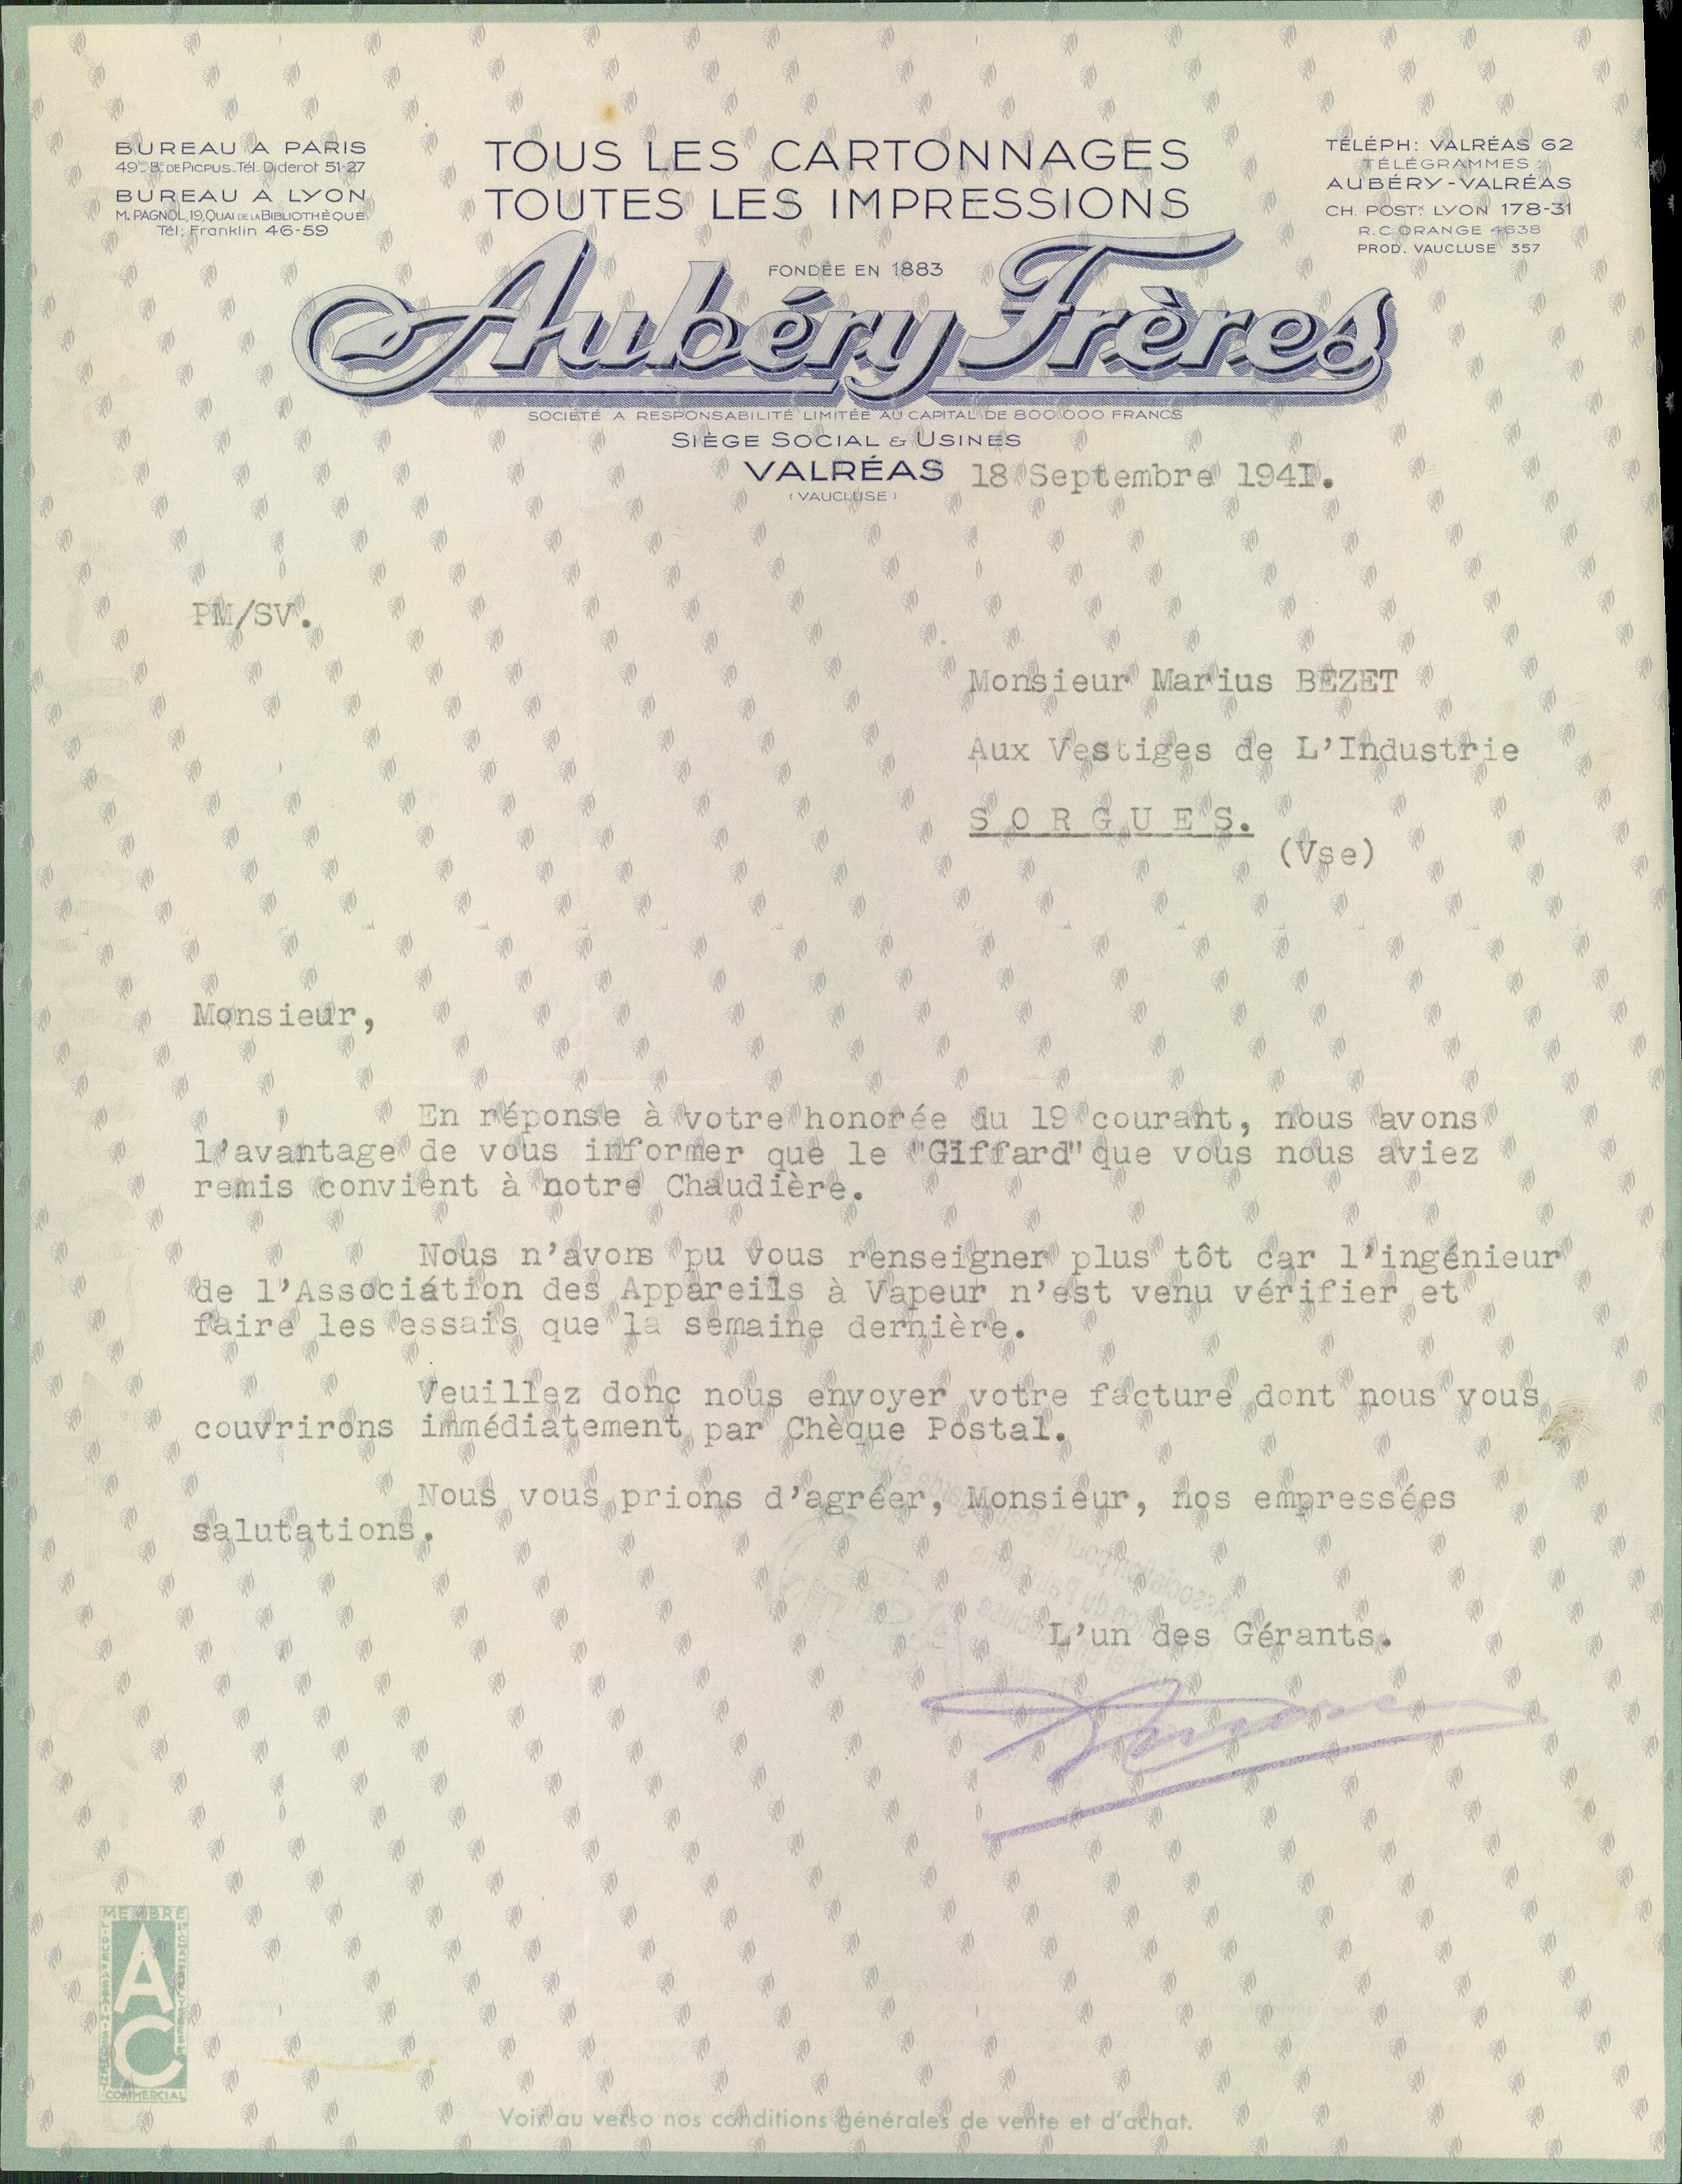 BUREAU A PARIS
49 bis Bd DE PICPUS_Tél: Diderot 51-27
BUREAU A LYON
M. PAGNOL, 19, QUAI DE LA BIBLIOTHÈQUE
Tél: Franklin 46-59
TOUS LES CARTONNAGES
TOUTES LES IMPRESSIONS
TÉLÉPH: VALRÉAS 62
TÉLÉGRAMMES:
AUBÉRY-VALRÉAS
CH. POST: LYON 178-31
R.C. ORANGE 4638
PROD. VAUCLUSE 357
FONDÉE EN 1883
Aubéry Frères
SOCIÉTÉ A RESPONSABILITÉ LIMITÉE AU CAPITAL DE 800.000 FRANCS
SIÈGE SOCIAL & USINES
VALRÉAS 18 Septembre 194I.
(VAUCLUSE)
PM/SV.
Monsieur Marius BEZET
Aux Vestiges de L'Industrie
S O R G U E S.
(Vse)
Monsieur,
En réponse à votre honorée du 19 courant, nous avons
l'avantage de vous informer que le "Giffard" que vous nous aviez
remis convient à notre Chaudière.
Nous n'avons pu vous renseigner plus tôt car l'ingénieur
de l'Association des Appareils à Vapeur n'est venu vérifier et
faire les essais que la semaine dernière.
Veuillez donc nous envoyer votre facture dont nous vous
couvrirons immédiatement par Chèque Postal.
Nous vous prions d'agréer, Monsieur, nos empressées
salutations.
L'un des Gérants.
MEMBRE
AC
COMMERCIAL
Voir au verso nos conditions générales de vente et d'achat.